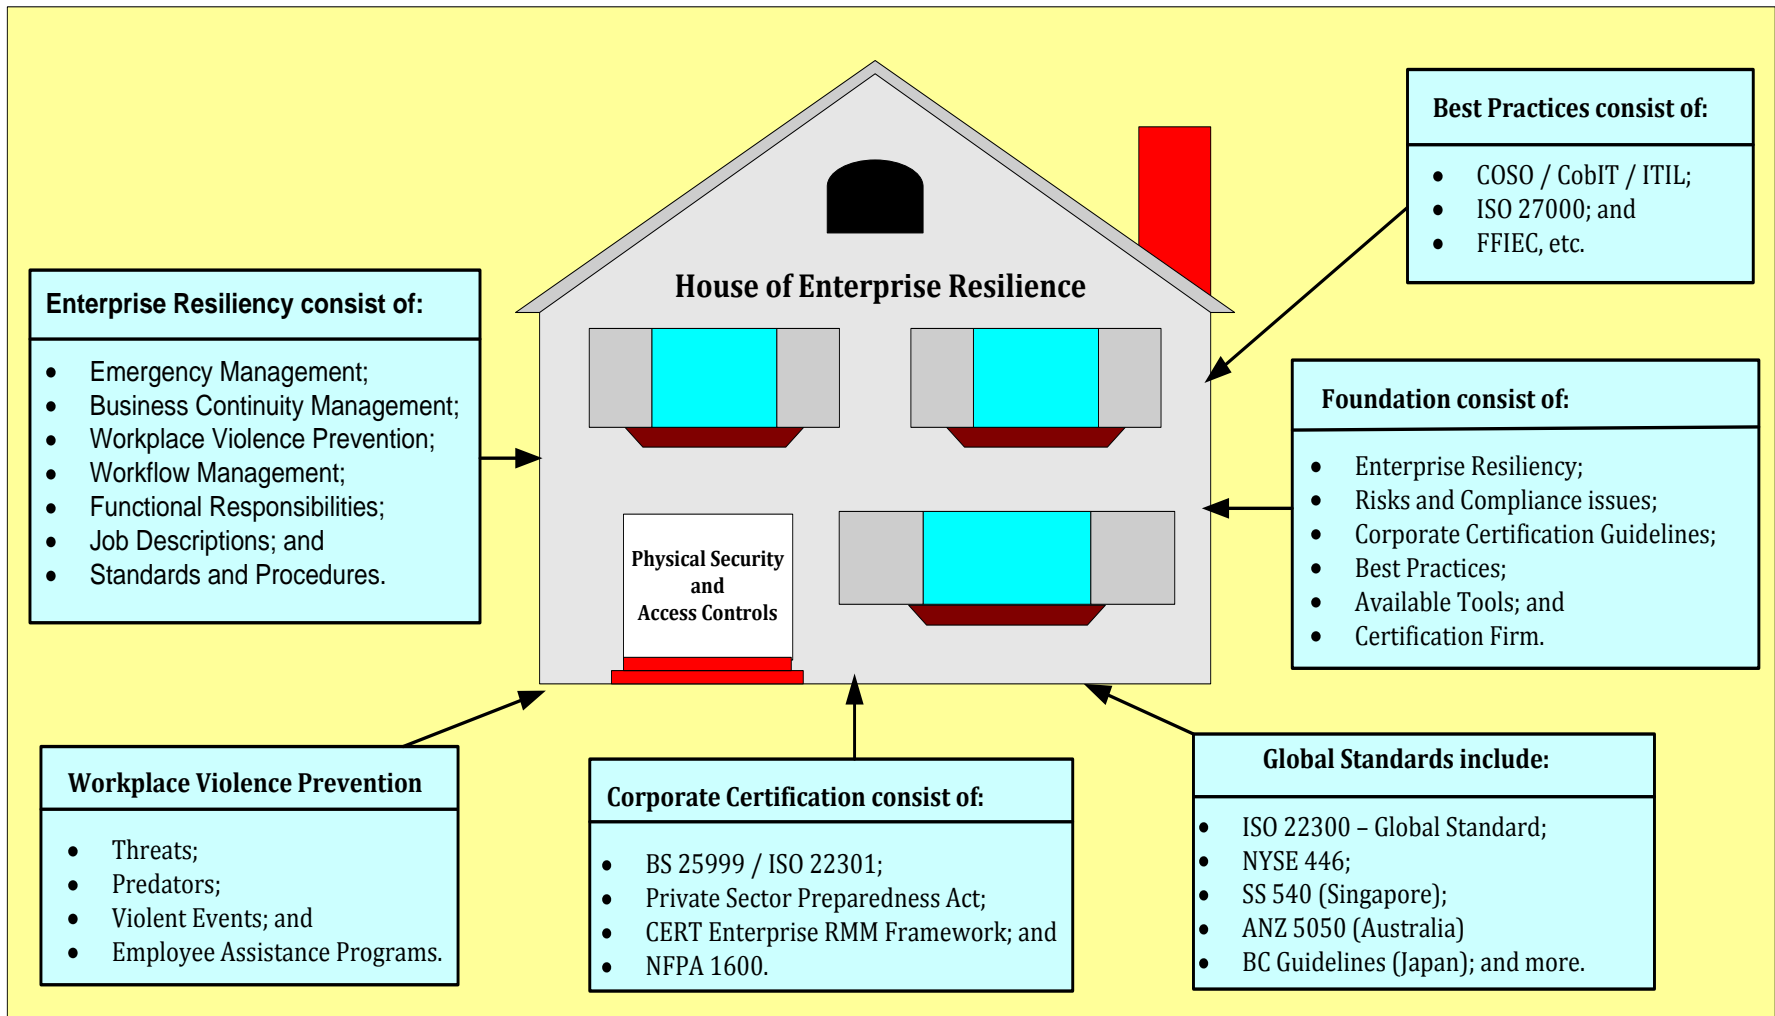 House of Enterprise Resilience
Physical Security
and
Access Controls
Enterprise Resiliency consist of:
• Emergency Management;
• Business Continuity Management;
• Workplace Violence Prevention;
• Workflow Management;
• Functional Responsibilities;
• Job Descriptions; and
• Standards and Procedures.
Best Practices consist of:
• COSO / CobIT / ITIL;
• ISO 27000; and
• FFIEC, etc.
Foundation consist of:
• Enterprise Resiliency;
• Risks and Compliance issues;
• Corporate Certification Guidelines;
• Best Practices;
• Available Tools; and
• Certification Firm.
Workplace Violence Prevention
• Threats;
• Predators;
• Violent Events; and
• Employee Assistance Programs.
Corporate Certification consist of:
• BS 25999 / ISO 22301;
• Private Sector Preparedness Act;
• CERT Enterprise RMM Framework; and
• NFPA 1600.
Global Standards include:
• ISO 22300 – Global Standard;
• NYSE 446;
• SS 540 (Singapore);
• ANZ 5050 (Australia)
• BC Guidelines (Japan); and more.